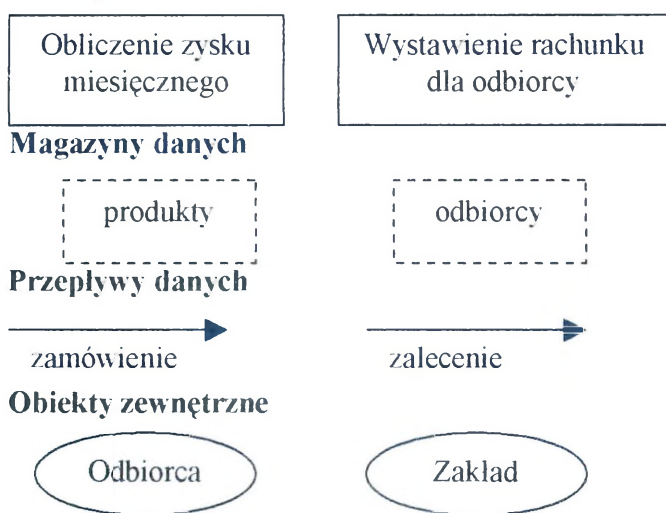 Obliczenie zysku
miesięcznego
Wystawienie rachunku
dla odbiorcy
Magazyny danych
produkty
odbiorcy
Przepływy danych
zamówienie
zalecenie
Obiekty zewnętrzne
Odbiorca
Zakład